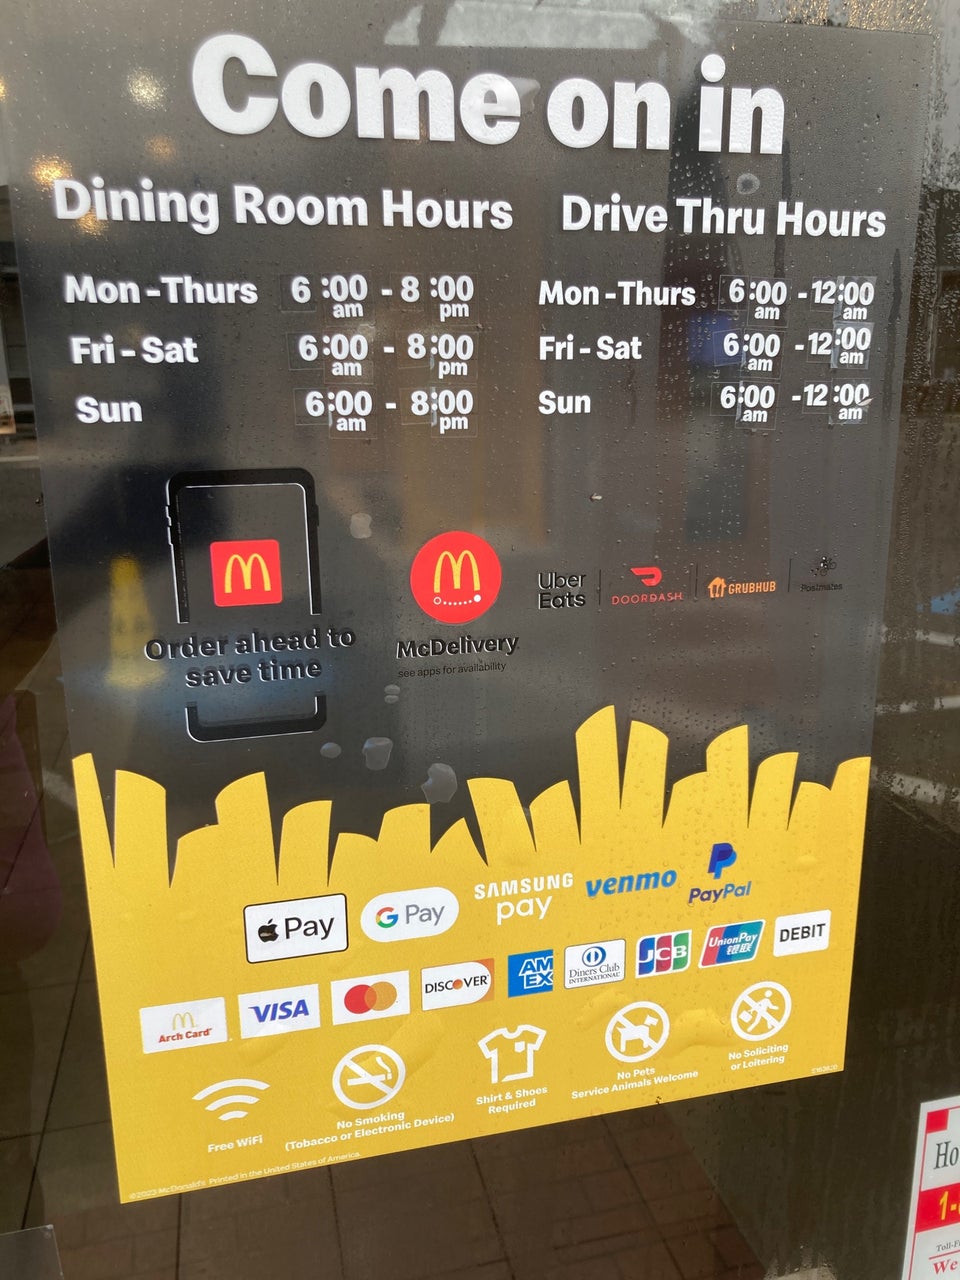 Come on in
Dining Room Hours
Mon-Thurs 6:00 am - 8:00 pm
Fri-Sat 6:00 am - 8:00 pm
Sun 6:00 am - 8:00 pm
Drive Thru Hours
Mon-Thurs 6:00 am - 12:00 am
Fri-Sat 6:00 am - 12:00 am
Sun 6:00 am - 12:00 am
Order ahead to
save time
McDelivery
see apps for availability
Uber
Eats
DOORDASH
GRUBHUB
Postmates
Pay
G Pay
SAMSUNG
pay
venmo
PayPal
Arch Card
VISA
DISCOVER
AM
EX
Diners Club
INTERNATIONAL
JCB
UnionPay
银联
DEBIT
Free WiFi
No Smoking
(Tobacco or Electronic Device)
Shirt & Shoes
Required
No Pets
Service Animals Welcome
No Soliciting
or Loitering
©2023 McDonald's Printed in the United States of America.
Ho
1-
Toll-F
We